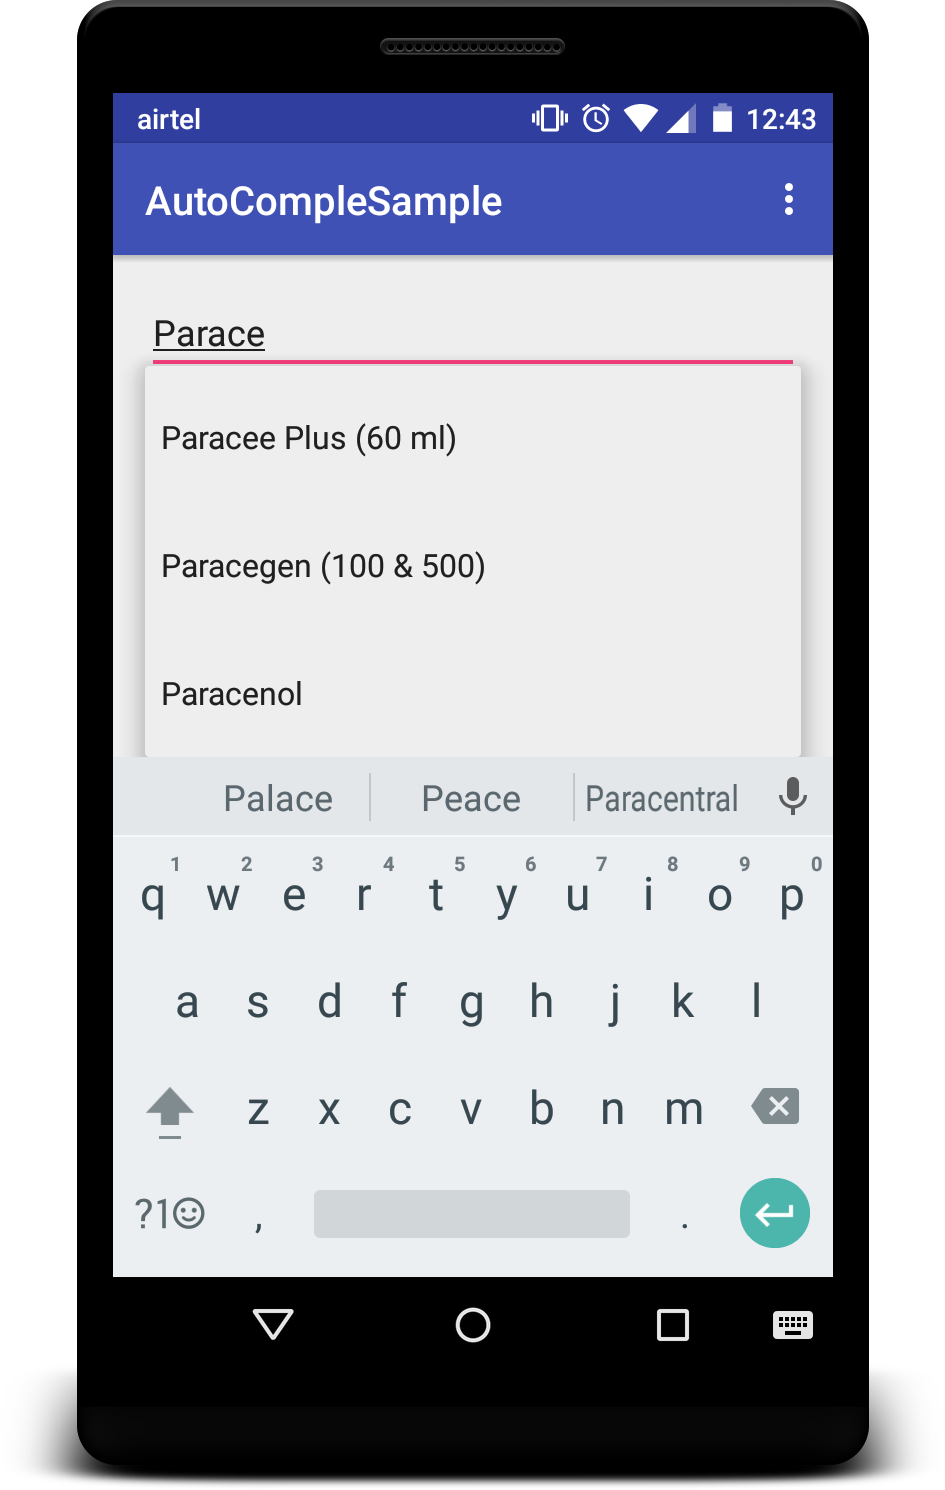 airtel 12:43
AutoCompleSample
Parace
Paracee Plus (60 ml)
Paracegen (100 & 500)
Paracenol
Palace Peace Paracentral
1 2 3 4 5 6 7 8 9 0
q w e r t y u i o p
a s d f g h j k l
z x c v b n m
?1☺ , .